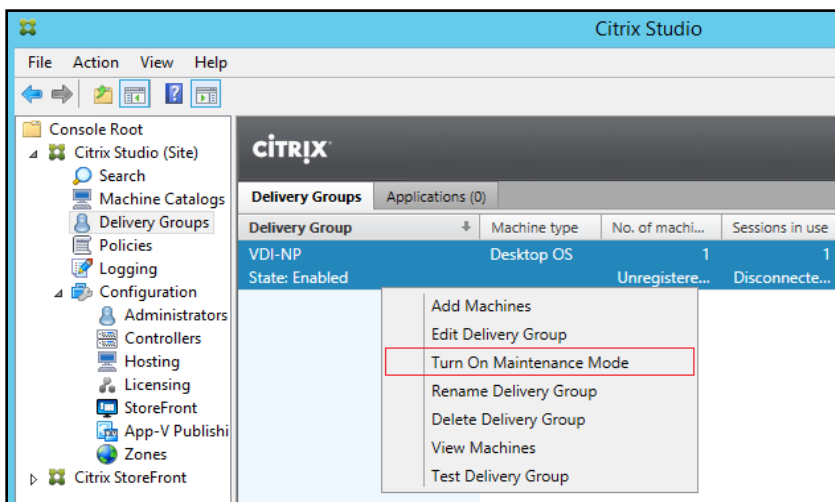 Citrix Studio
File Action View Help
Console Root
Citrix Studio (Site)
Search
Machine Catalogs
Delivery Groups
Policies
Logging
Configuration
Administrators
Controllers
Hosting
Licensing
StoreFront
App-V Publishi
Zones
Citrix StoreFront
CİTRIX
Delivery Groups Applications (0)
Delivery Group Machine type No. of machi... Sessions in use
VDI-NP Desktop OS 1 1
State: Enabled Unregistere... Disconnecte...
Add Machines
Edit Delivery Group
Turn On Maintenance Mode
Rename Delivery Group
Delete Delivery Group
View Machines
Test Delivery Group